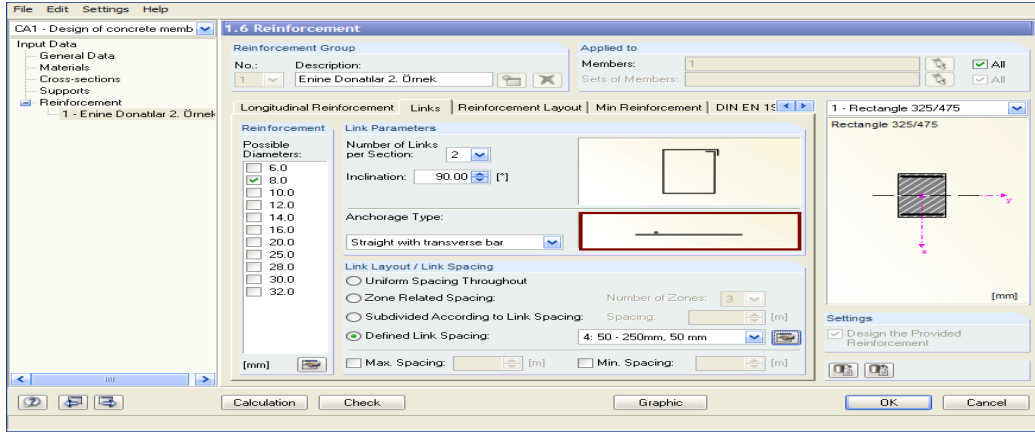 File Edit Settings Help
CA1 - Design of concrete memb
1.6 Reinforcement
Input Data
General Data
Materials
Cross-sections
Supports
Reinforcement
1 - Enine Donatılar 2. Örnek
Reinforcement Group
No.: Description:
1 Enine Donatılar 2. Örnek
Applied to
Members: 1 All
Sets of Members: All
Longitudinal Reinforcement Links Reinforcement Layout Min Reinforcement DIN EN 19
Reinforcement
Possible
Diameters:
6.0
8.0
10.0
12.0
14.0
16.0
20.0
25.0
28.0
30.0
32.0
[mm]
Link Parameters
Number of Links
per Section: 2
Inclination: 90.00 [°]
Anchorage Type:
Straight with transverse bar
Link Layout / Link Spacing
Uniform Spacing Throughout
Zone Related Spacing: Number of Zones: 3
Subdivided According to Link Spacing: Spacing: [m]
Defined Link Spacing: 4: 50 - 250mm, 50 mm
Max. Spacing: [m] Min. Spacing: [m]
1 - Rectangle 325/475
Rectangle 325/475
y
z
[mm]
Settings
Design the Provided
Reinforcement
Calculation Check Graphic OK Cancel